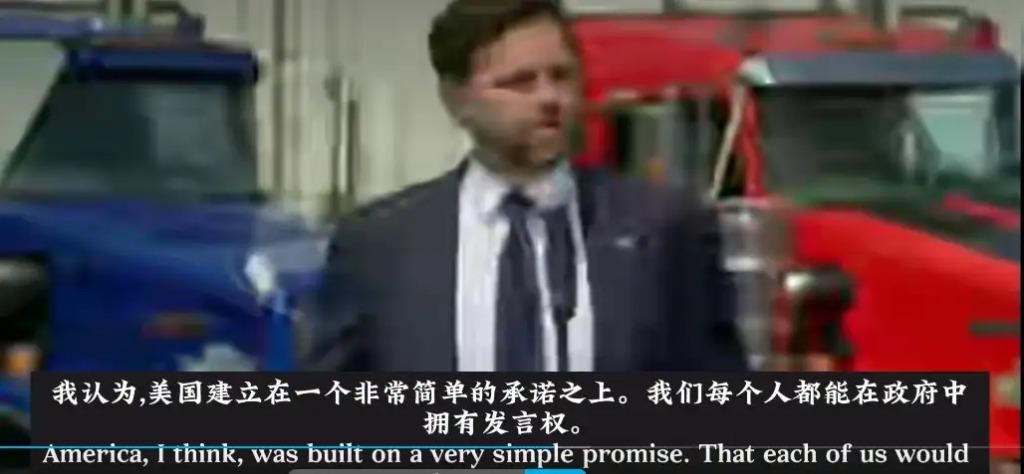 我认为,美国建立在一个非常简单的承诺之上。我们每个人都能在政府中
拥有发言权。
America, I think, was built on a very simple promise. That each of us would